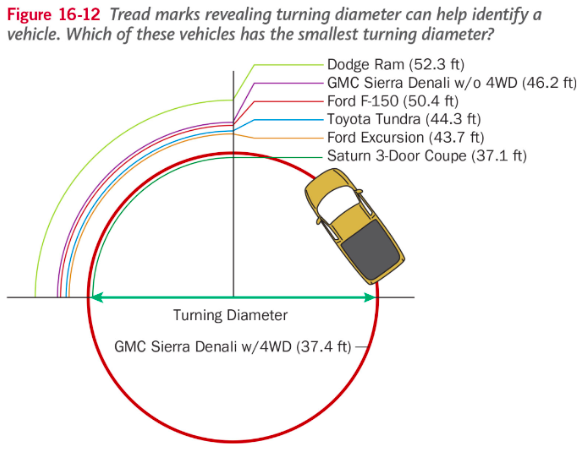 Figure 16-12 Tread marks revealing turning diameter can help identify a
vehicle. Which of these vehicles has the smallest turning diameter?
Dodge Ram (52.3 ft)
GMC Sierra Denali w/o 4WD (46.2 ft)
Ford F-150 (50.4 ft)
Toyota Tundra (44.3 ft)
Ford Excursion (43.7 ft)
Saturn 3-Door Coupe (37.1 ft)
Turning Diameter
GMC Sierra Denali w/4WD (37.4 ft)